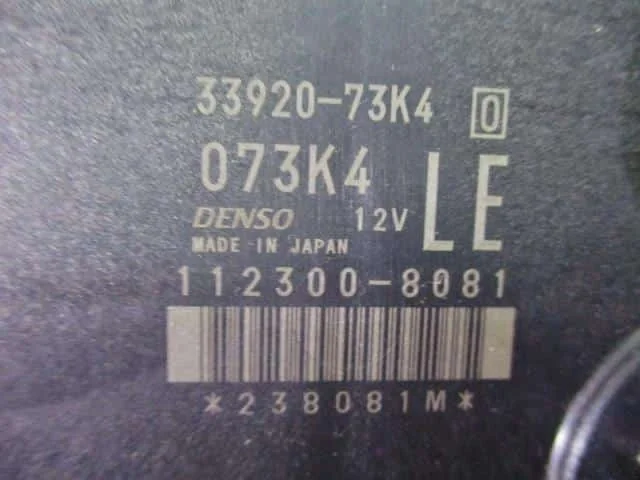 33920-73K4 0
073K4 LE
DENSO 12V
MADE IN JAPAN
112300-8081
*238081M*